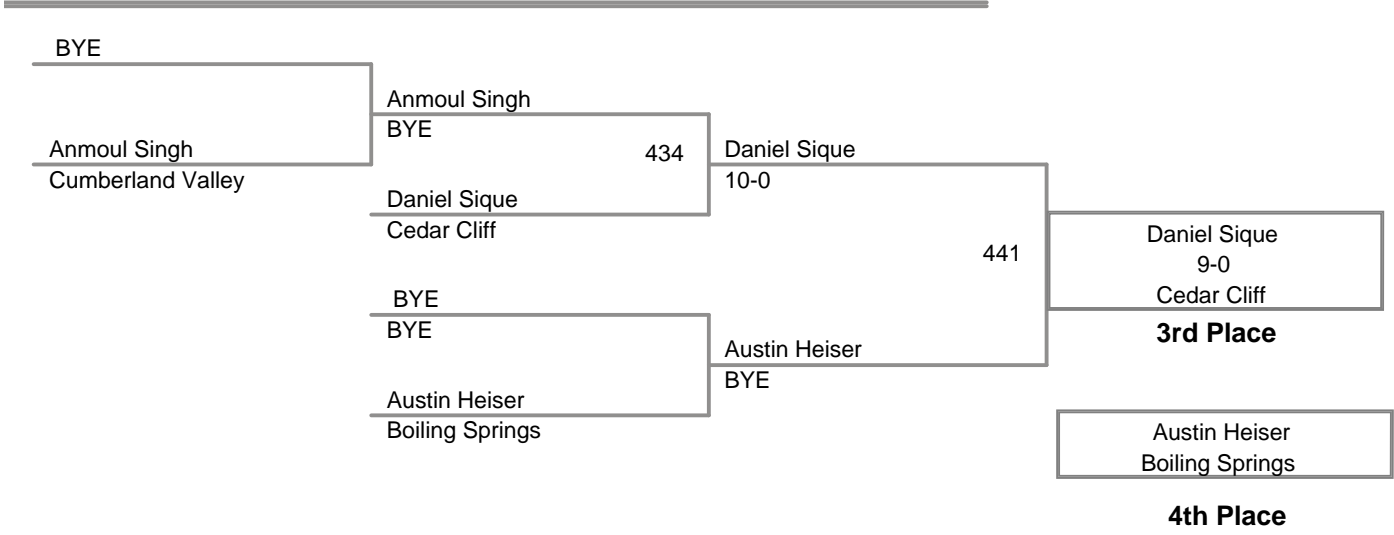 BYE
Anmoul Singh
Cumberland Valley
Anmoul Singh
BYE
434
Daniel Sique
Cedar Cliff
BYE
BYE
Austin Heiser
Boiling Springs
Daniel Sique
10-0
441
Austin Heiser
BYE
Daniel Sique
9-0
Cedar Cliff
3rd Place
Austin Heiser
Boiling Springs
4th Place